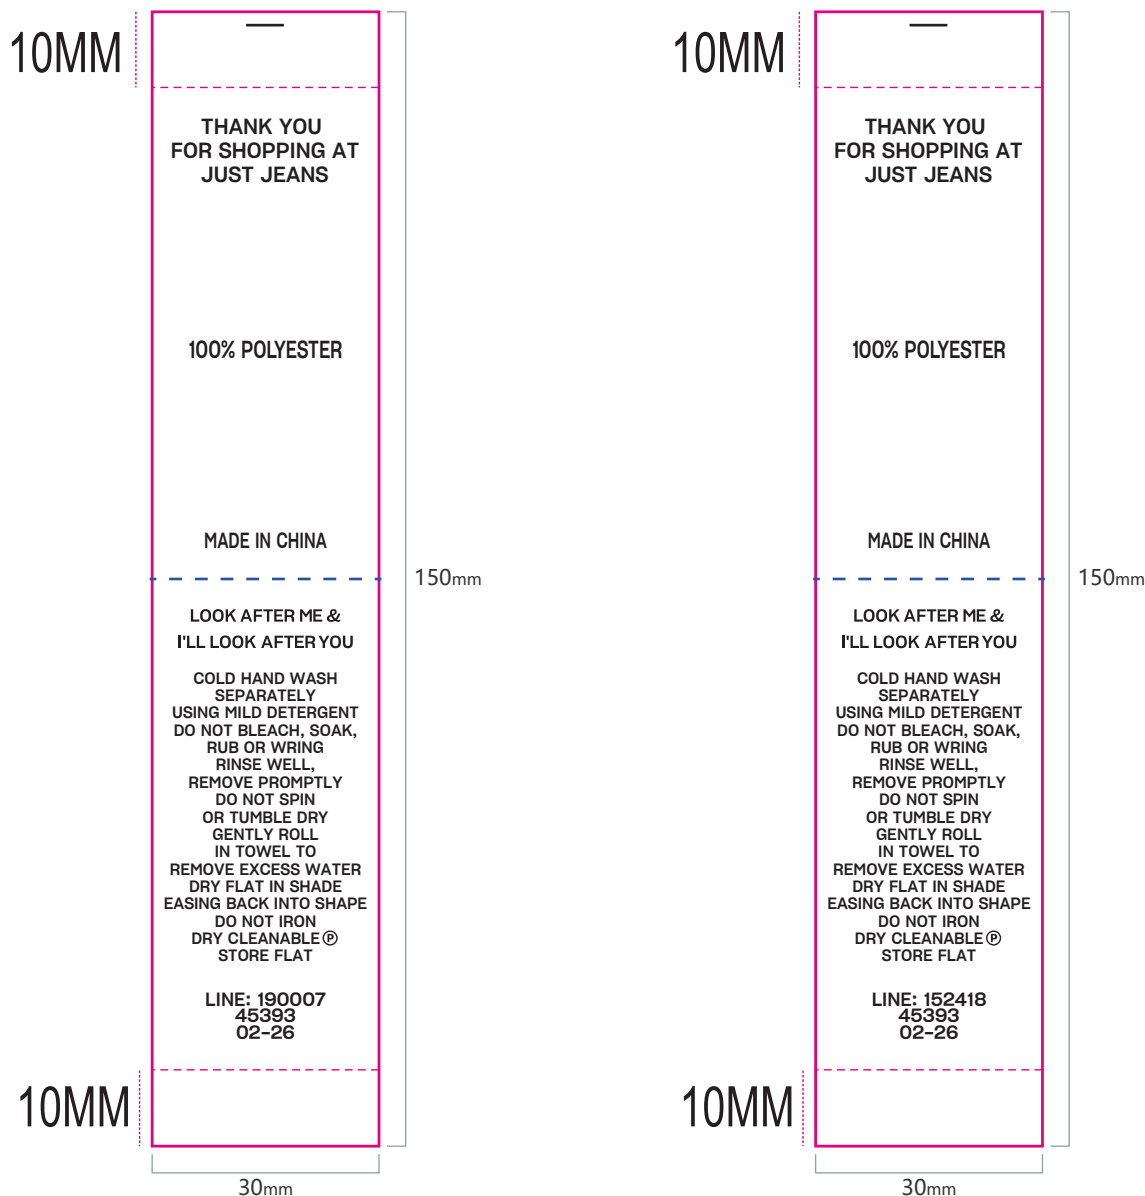 10MM
THANK YOU
FOR SHOPPING AT
JUST JEANS
100% POLYESTER
MADE IN CHINA
150mm
LOOK AFTER ME &
I'LL LOOK AFTER YOU
COLD HAND WASH
SEPARATELY
USING MILD DETERGENT
DO NOT BLEACH, SOAK,
RUB OR WRING
RINSE WELL,
REMOVE PROMPTLY
DO NOT SPIN
OR TUMBLE DRY
GENTLY ROLL
IN TOWEL TO
REMOVE EXCESS WATER
DRY FLAT IN SHADE
EASING BACK INTO SHAPE
DO NOT IRON
DRY CLEANABLE Ⓟ
STORE FLAT
LINE: 190007
45393
02-26
10MM
30mm
10MM
THANK YOU
FOR SHOPPING AT
JUST JEANS
100% POLYESTER
MADE IN CHINA
150mm
LOOK AFTER ME &
I'LL LOOK AFTER YOU
COLD HAND WASH
SEPARATELY
USING MILD DETERGENT
DO NOT BLEACH, SOAK,
RUB OR WRING
RINSE WELL,
REMOVE PROMPTLY
DO NOT SPIN
OR TUMBLE DRY
GENTLY ROLL
IN TOWEL TO
REMOVE EXCESS WATER
DRY FLAT IN SHADE
EASING BACK INTO SHAPE
DO NOT IRON
DRY CLEANABLE Ⓟ
STORE FLAT
LINE: 152418
45393
02-26
10MM
30mm